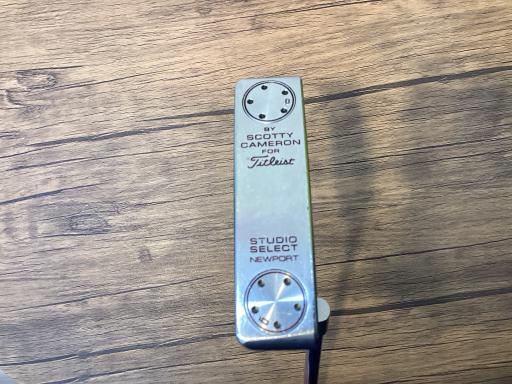 BY
SCOTTY
CAMERON
FOR
Titleist
STUDIO
SELECT
NEWPORT